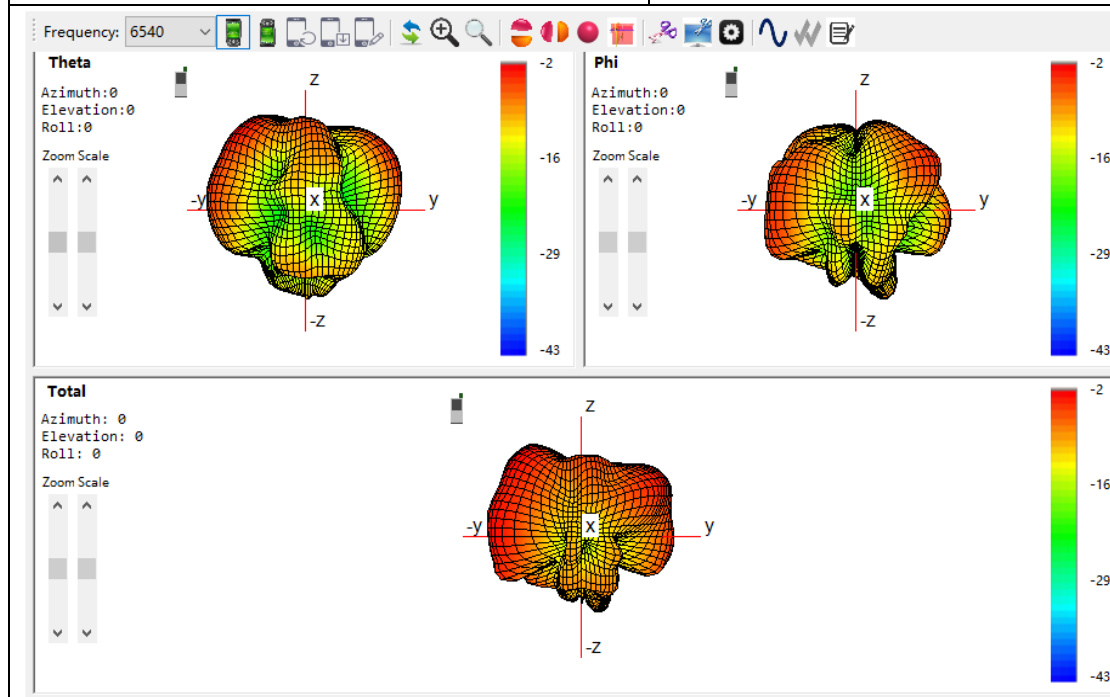 Frequency: 6540
Theta
Azimuth:0
Elevation:0
Roll:0
Zoom Scale
z
-y
x
y
-z
-2
-16
-29
-43
Phi
Azimuth:0
Elevation:0
Roll:0
Zoom Scale
z
-y
x
y
-z
-2
-16
-29
-43
Total
Azimuth: 0
Elevation: 0
Roll: 0
Zoom Scale
z
-y
x
y
-z
-2
-16
-29
-43